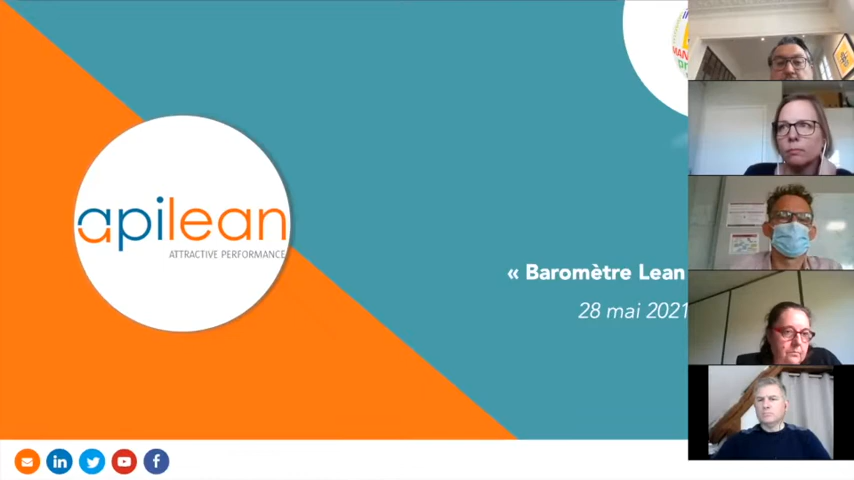 apilean
ATTRACTIVE PERFORMANCE
« Baromètre Lean
28 mai 2021